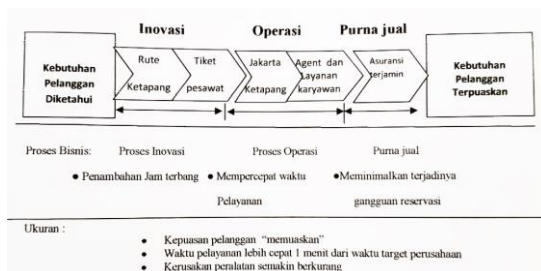 Inovasi Operasi Purna jual
Kebutuhan Pelanggan Diketahui
Rute Ketapang
Tiket pesawat
Jakarta Ketapang
Agent dan Layanan karyawan
Asuransi terjamin
Kebutuhan Pelanggan Terpuaskan
Proses Bisnis: Proses Inovasi Proses Operasi Purna jual
• Penambahan Jam terbang • Mempercepat waktu •Meminimalkan terjadinya
Pelayanan gangguan reservasi
Ukuran :
• Kepuasan pelanggan “memuaskan”
• Waktu pelayanan lebih cepat 1 menit dari waktu target perusahaan
• Kerusakan peralatan semakin berkurang